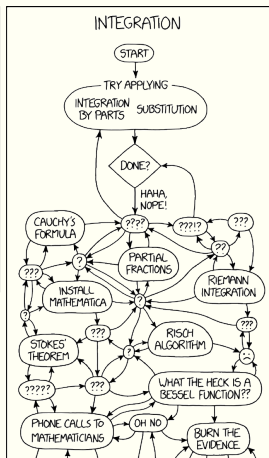 INTEGRATION
START
TRY APPLYING
INTEGRATION BY PARTS
SUBSTITUTION
DONE?
HAHA,
NOPE!
CAUCHY'S
FORMULA
????
???!?
???
??
?
???
PARTIAL
FRACTIONS
RIEMANN
INTEGRATION
INSTALL
MATHEMATICA
?
?
???
???
STOKES'
THEOREM
RISCH
ALGORITHM
?
?????
???
WHAT THE HECK IS A
BESSEL FUNCTION??
PHONE CALLS TO
MATHEMATICIANS
OH NO
BURN THE
EVIDENCE